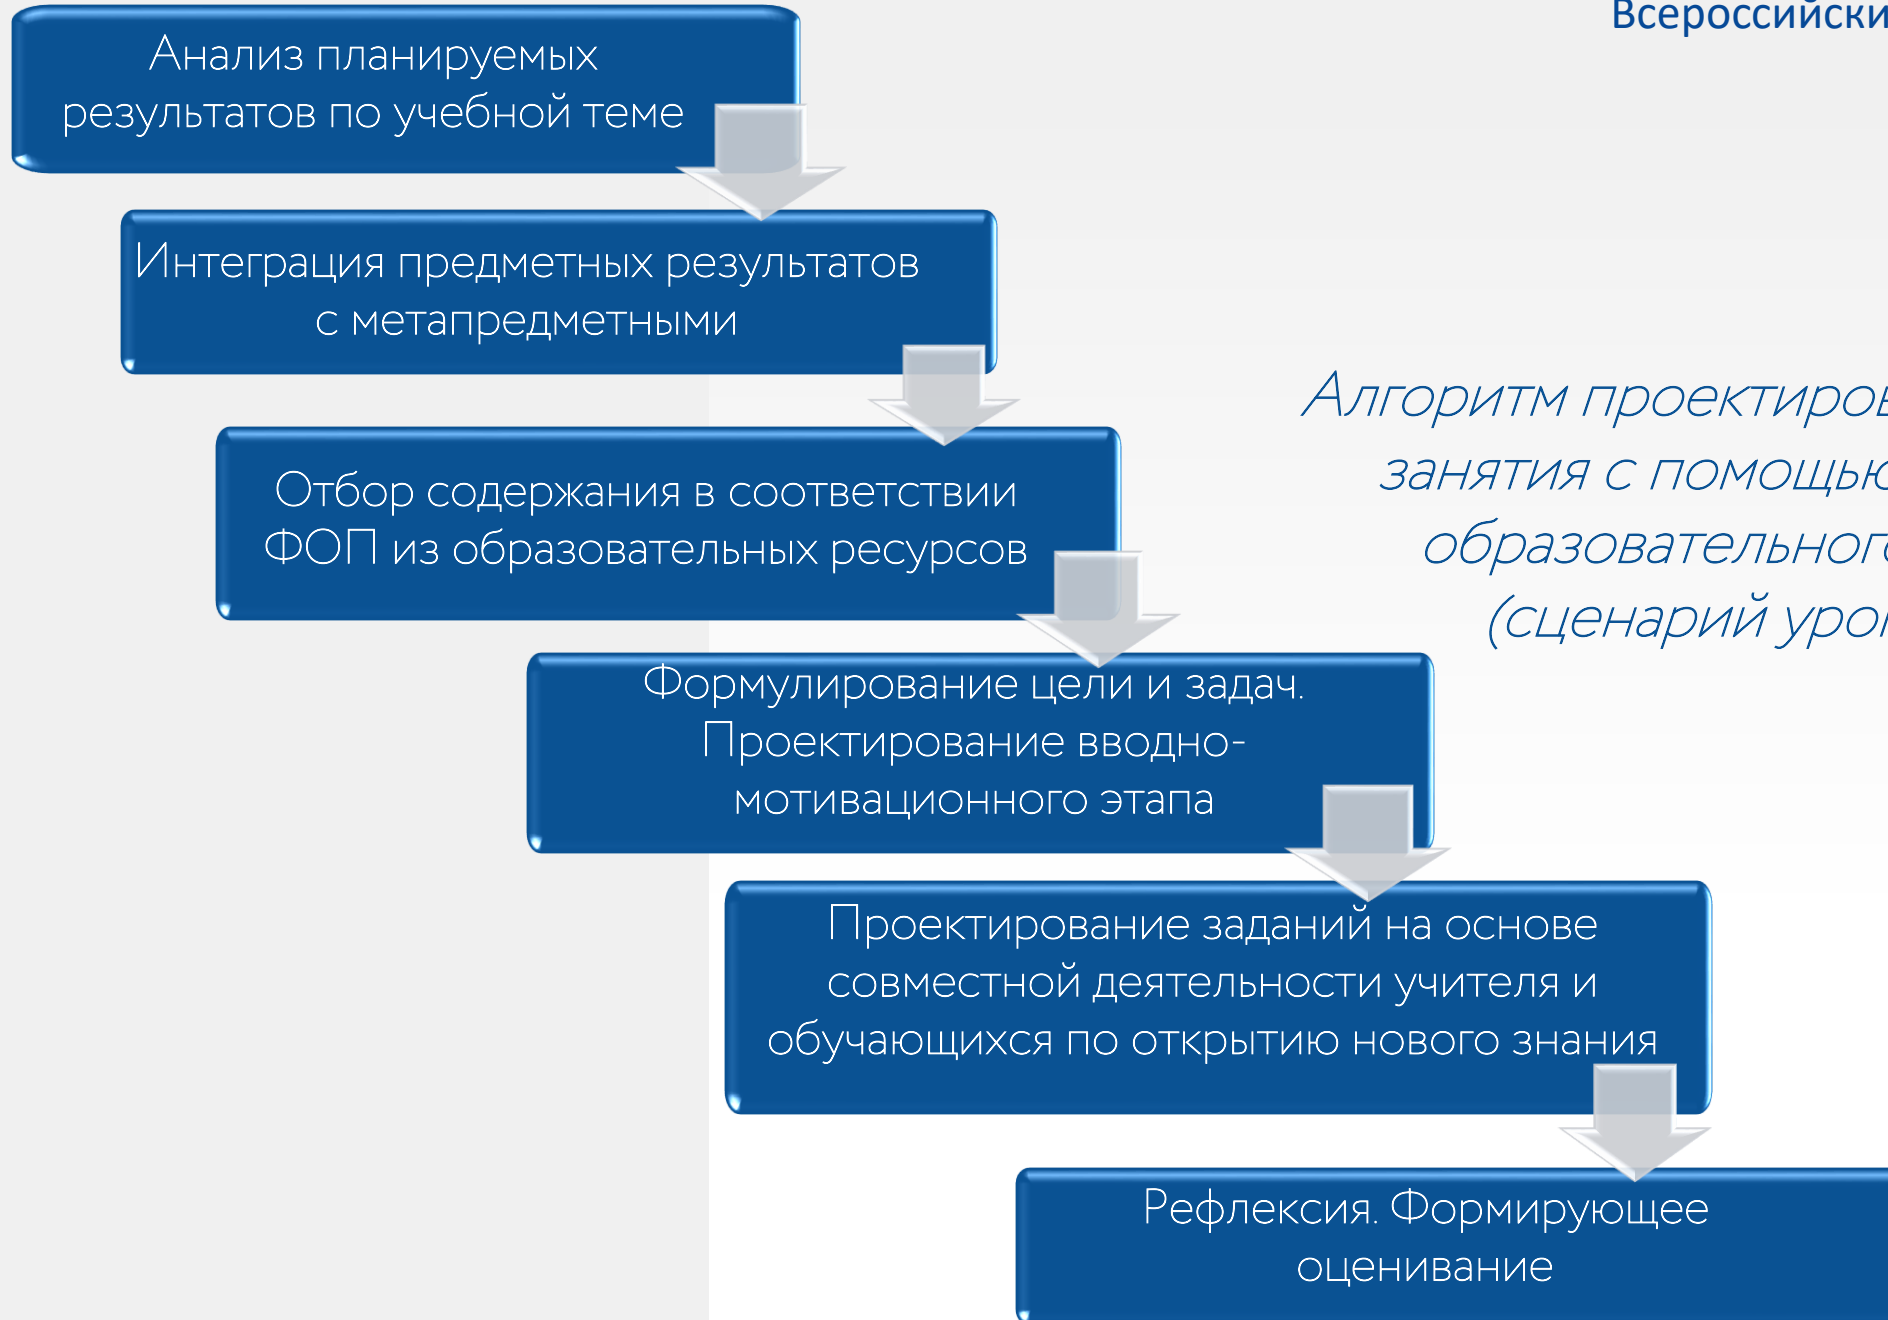 Всероссийски
Анализ планируемых
результатов по учебной теме
Интеграция предметных результатов
с метапредметными
Отбор содержания в соответствии
ФОП из образовательных ресурсов
Формулирование цели и задач.
Проектирование вводно-
мотивационного этапа
Проектирование заданий на основе
совместной деятельности учителя и
обучающихся по открытию нового знания
Рефлексия. Формирующее
оценивание
Алгоритм проектиров
занятия с помощью
образовательного
(сценарий урок